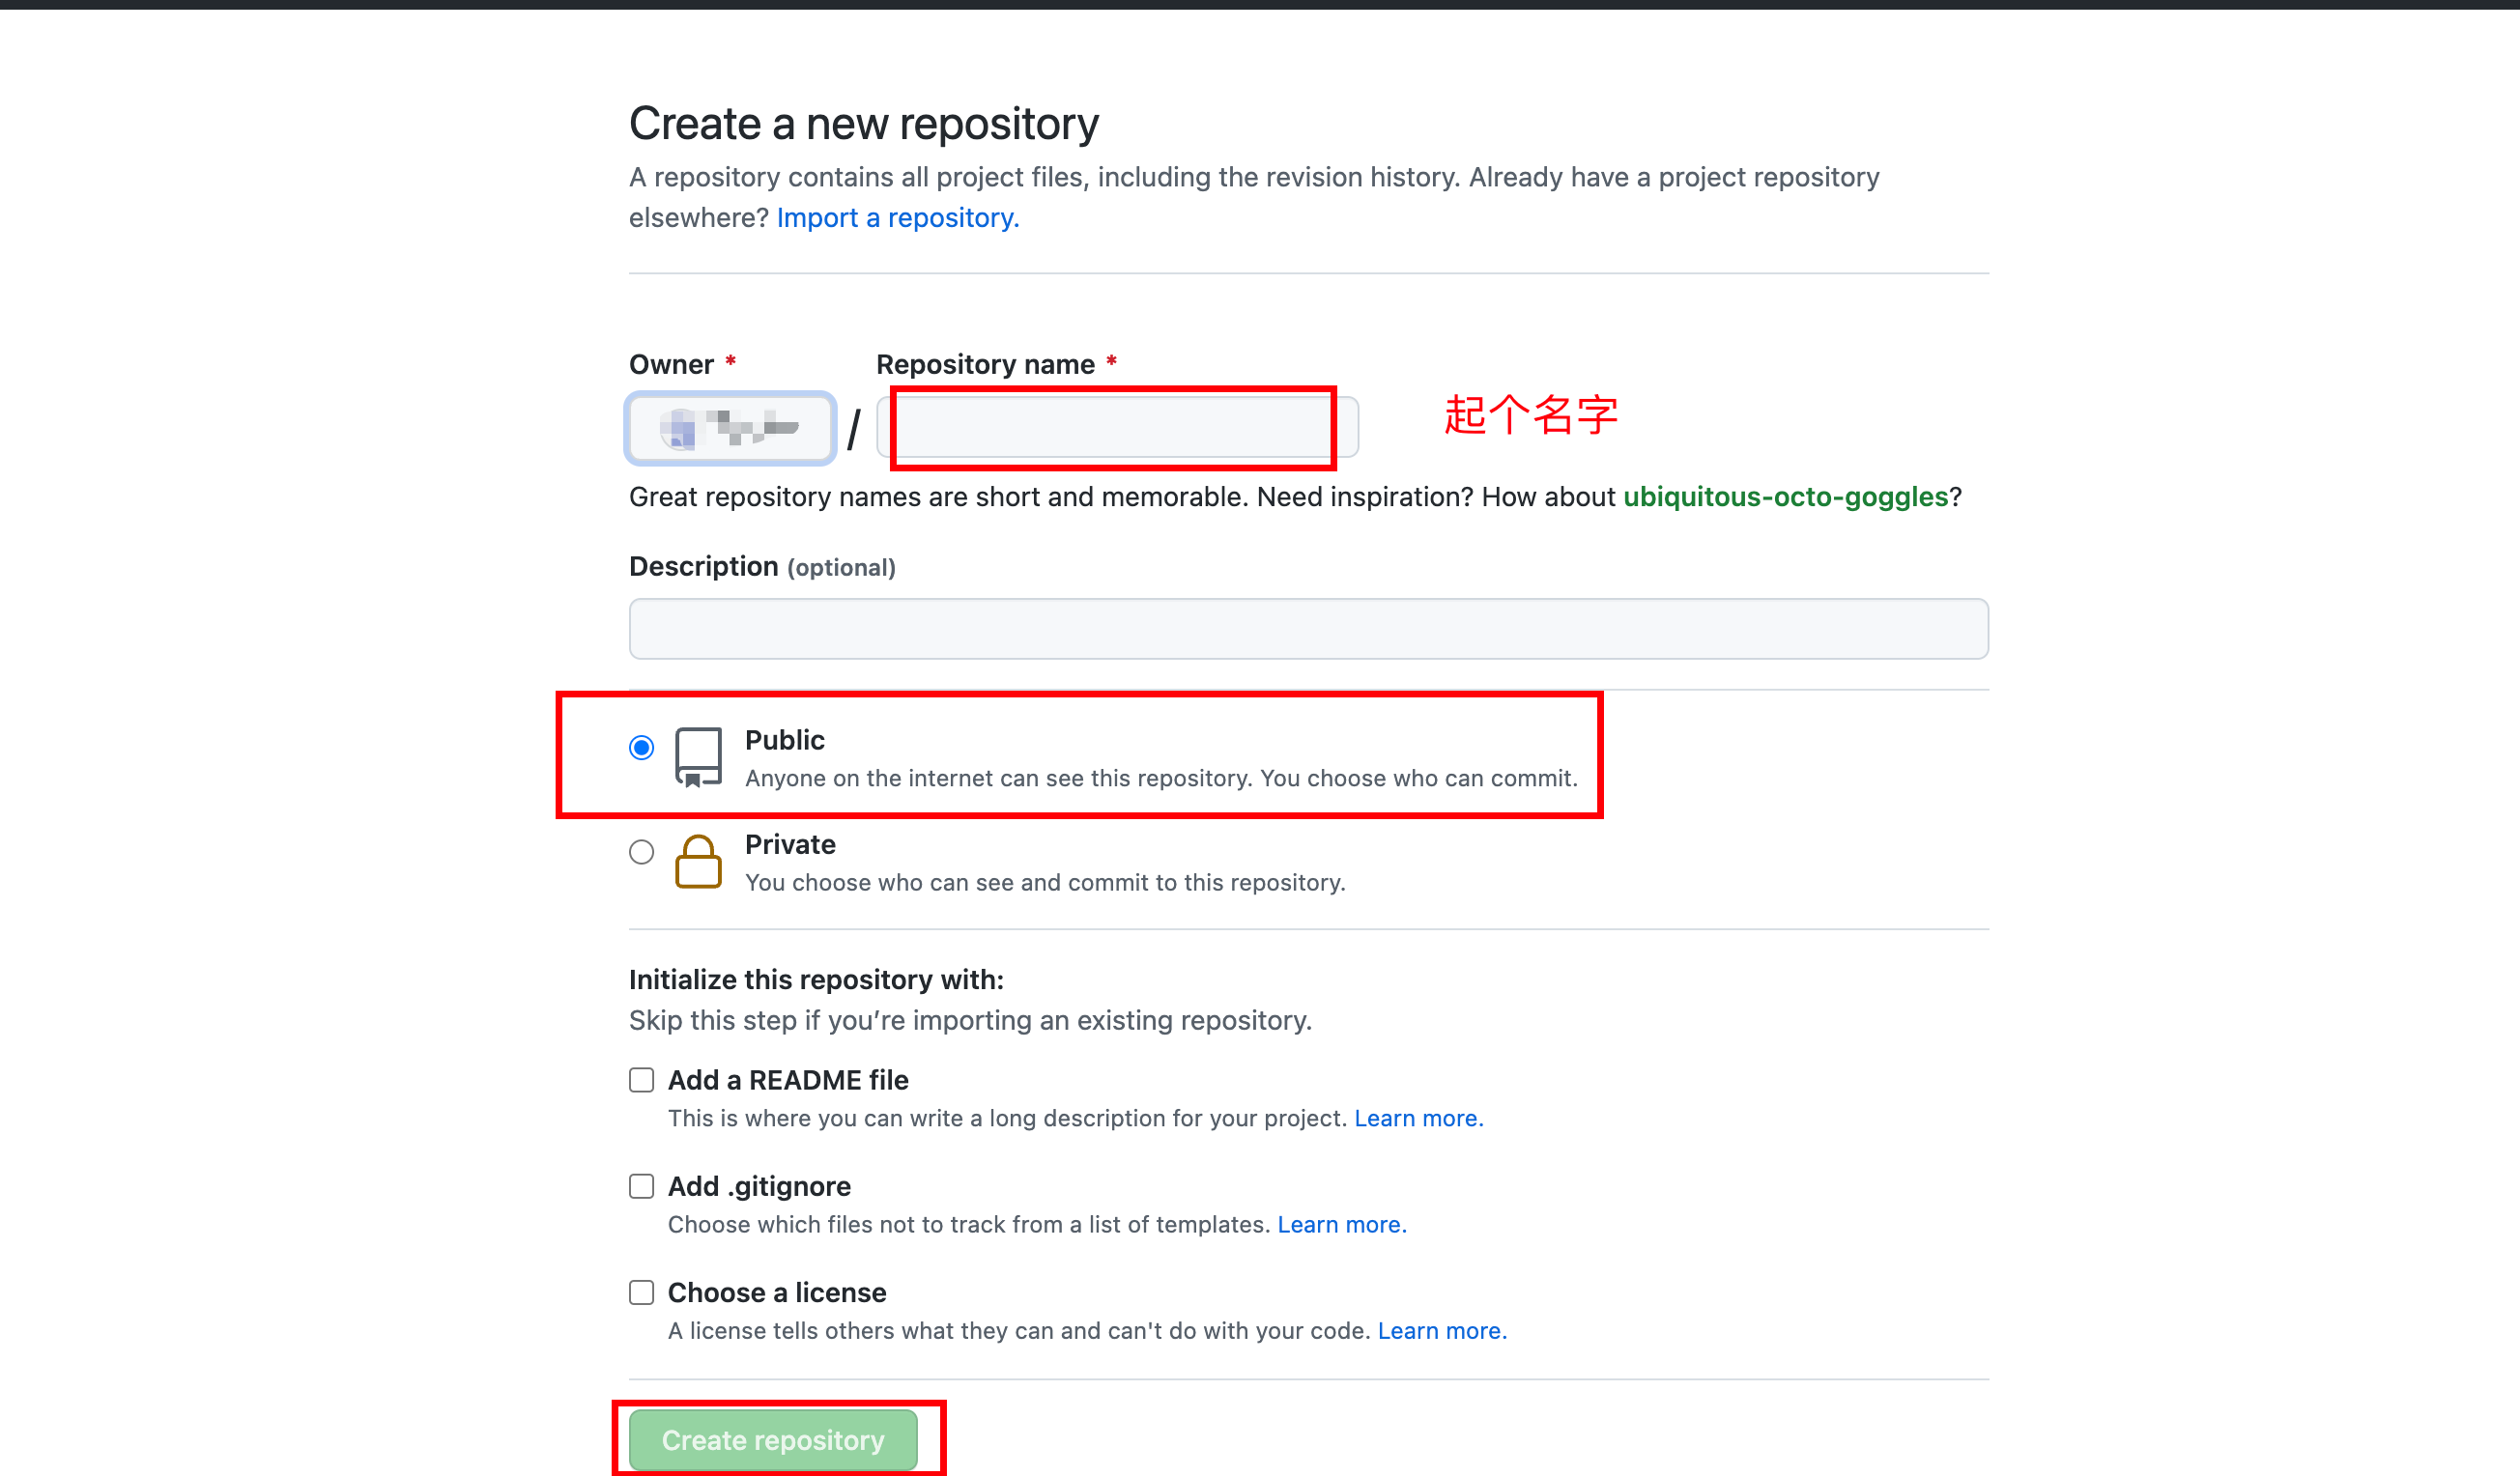 Create a new repository
A repository contains all project files, including the revision history. Already have a project repository
elsewhere? Import a repository.
Owner * Repository name *
/
起个名字
Great repository names are short and memorable. Need inspiration? How about ubiquitous-octo-goggles?
Description (optional)
Public
Anyone on the internet can see this repository. You choose who can commit.
Private
You choose who can see and commit to this repository.
Initialize this repository with:
Skip this step if you’re importing an existing repository.
Add a README file
This is where you can write a long description for your project. Learn more.
Add .gitignore
Choose which files not to track from a list of templates. Learn more.
Choose a license
A license tells others what they can and can't do with your code. Learn more.
Create repository